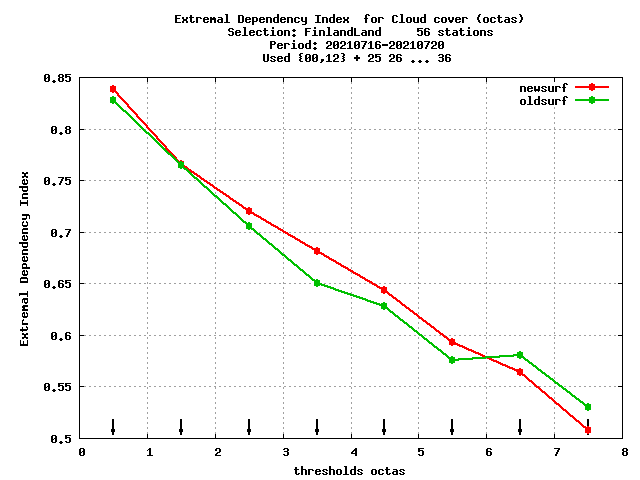 Extremal Dependency Index  for Cloud cover (octas)
Selection: FinlandLand     56 stations
Period: 20210716-20210720
Used {00,12} + 25 26 ... 36
newsurf
oldsurf
Extremal Dependency Index
0.85
0.8
0.75
0.7
0.65
0.6
0.55
0.5
0 1 2 3 4 5 6 7 8
thresholds octas